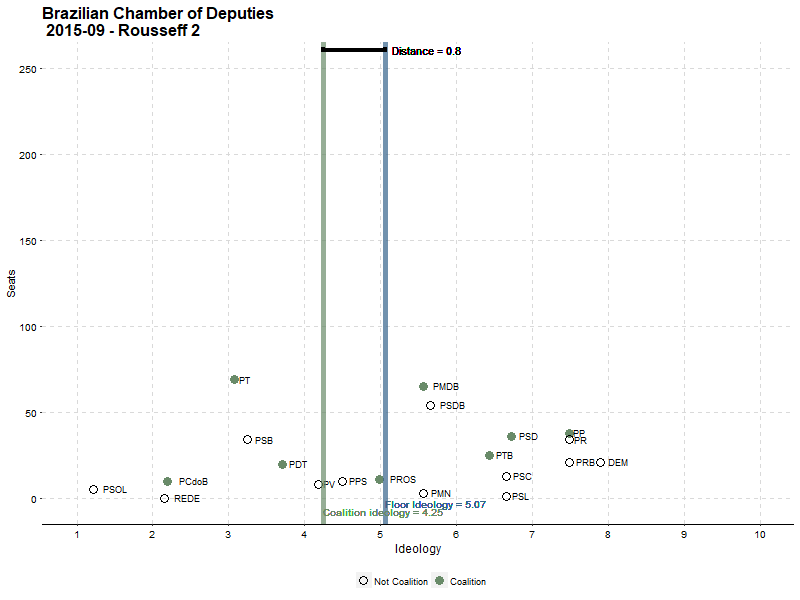 Brazilian Chamber of Deputies
2015-09 - Rousseff 2
Distance = 0.8
250
200
150
100
50
0
Seats
PT
PMDB
PSDB
PSB
PSD
PP
PR
PDT
PTB
PRB
DEM
PCdoB
PSOL
REDE
PV
PPS
PROS
PSC
PMN
PSL
Floor Ideology = 5.07
Coalition ideology = 4.25
1 2 3 4 5 6 7 8 9 10
Ideology
Not Coalition Coalition